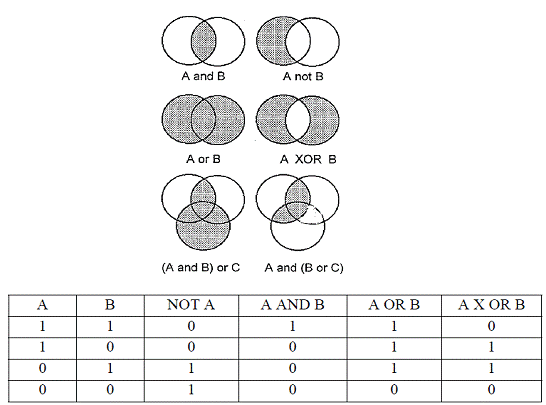 A and B A not B
A or B A XOR B
(A and B) or C A and (B or C)
A B NOT A A AND B A OR B A X OR B
1 1 0 1 1 0
1 0 0 0 1 1
0 1 1 0 1 1
0 0 1 0 0 0